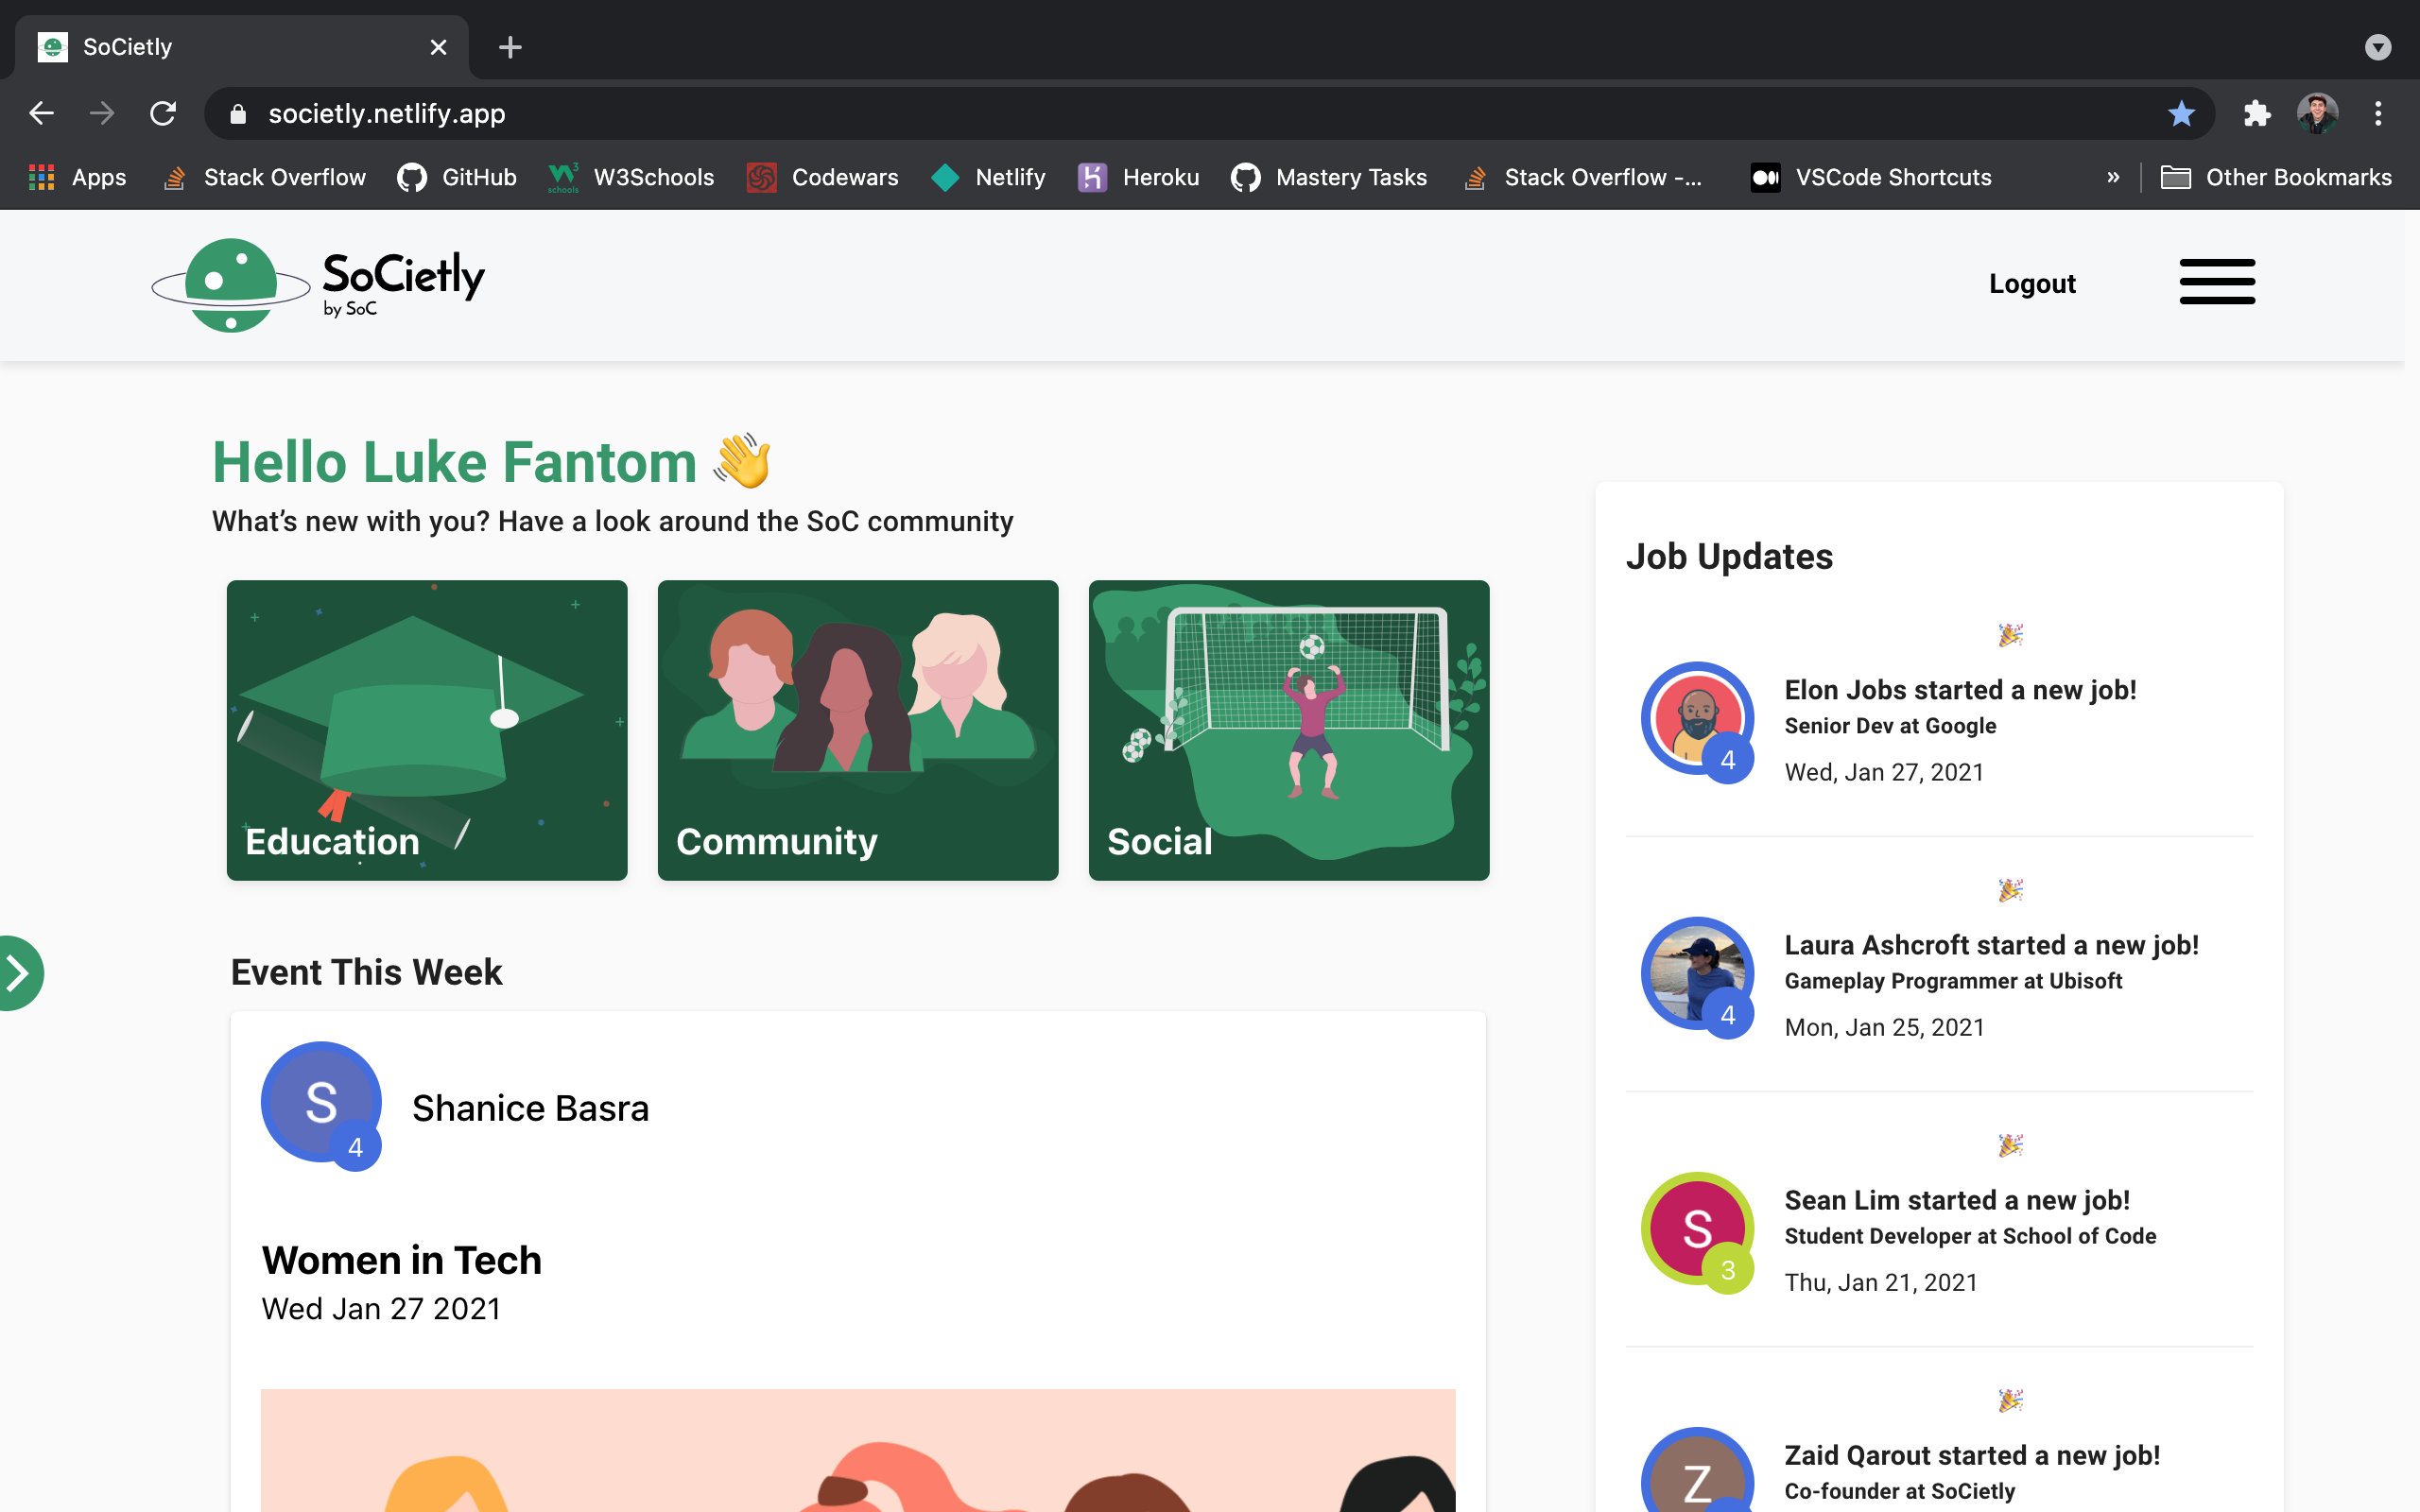 SoCietly
societly.netlify.app
Apps
Stack Overflow
GitHub
W3 schools
W3Schools
Codewars
Netlify
Heroku
Mastery Tasks
Stack Overflow -...
VSCode Shortcuts
»
Other Bookmarks
SoCietly
by SoC
Logout
Hello Luke Fantom 👋
What’s new with you? Have a look around the SoC community
Education
Community
Social
Event This Week
S
4
Shanice Basra
Women in Tech
Wed Jan 27 2021
Job Updates
🎉
Elon Jobs started a new job!
Senior Dev at Google
4
Wed, Jan 27, 2021
🎉
Laura Ashcroft started a new job!
Gameplay Programmer at Ubisoft
4
Mon, Jan 25, 2021
🎉
Sean Lim started a new job!
S
Student Developer at School of Code
3
Thu, Jan 21, 2021
🎉
Zaid Qarout started a new job!
Z
Co-founder at SoCietly